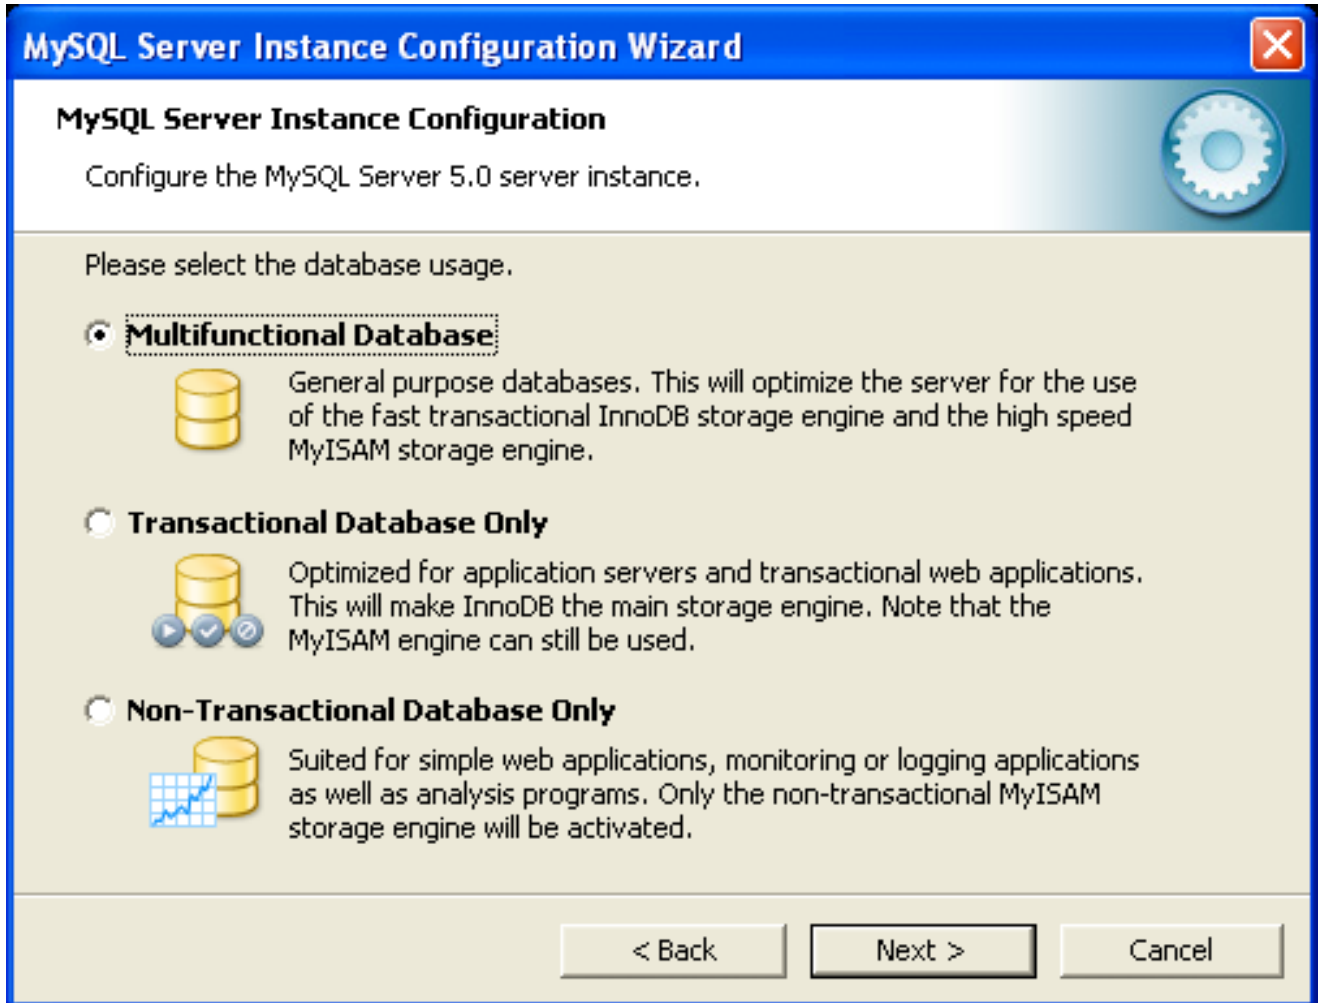 MySQL Server Instance Configuration Wizard
MySQL Server Instance Configuration
Configure the MySQL Server 5.0 server instance.
Please select the database usage.
Multifunctional Database
General purpose databases. This will optimize the server for the use
of the fast transactional InnoDB storage engine and the high speed
MyISAM storage engine.
Transactional Database Only
Optimized for application servers and transactional web applications.
This will make InnoDB the main storage engine. Note that the
MyISAM engine can still be used.
Non-Transactional Database Only
Suited for simple web applications, monitoring or logging applications
as well as analysis programs. Only the non-transactional MyISAM
storage engine will be activated.
< Back
Next >
Cancel